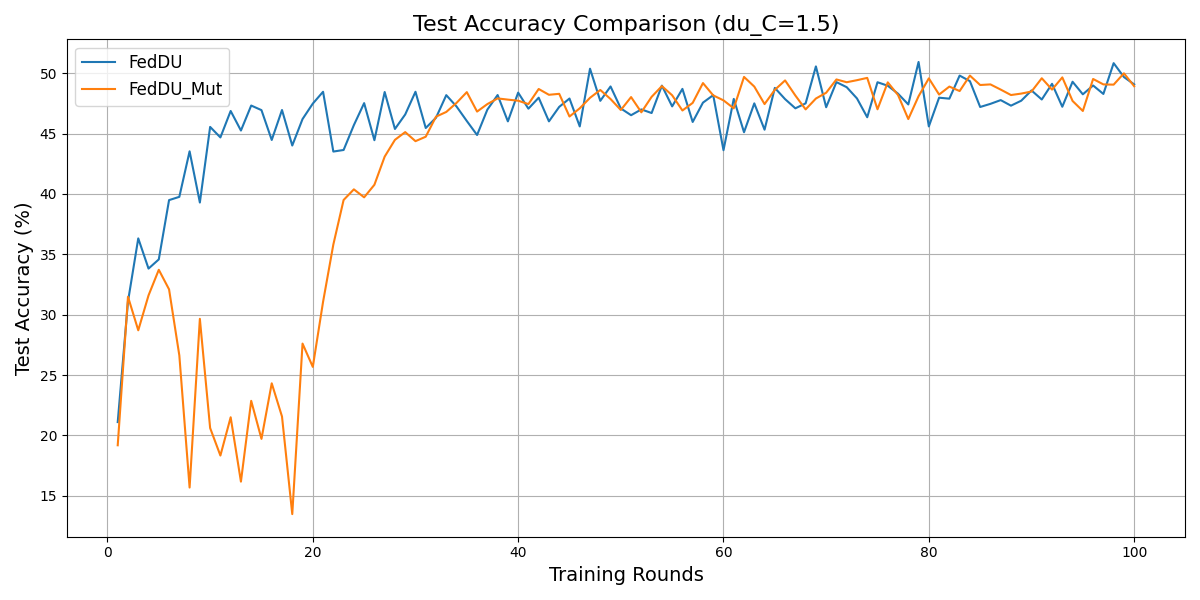 Test Accuracy Comparison (du_C=1.5)
FedDU
FedDU_Mut
Test Accuracy (%)
50
45
40
35
30
25
20
15
0 20 40 60 80 100
Training Rounds